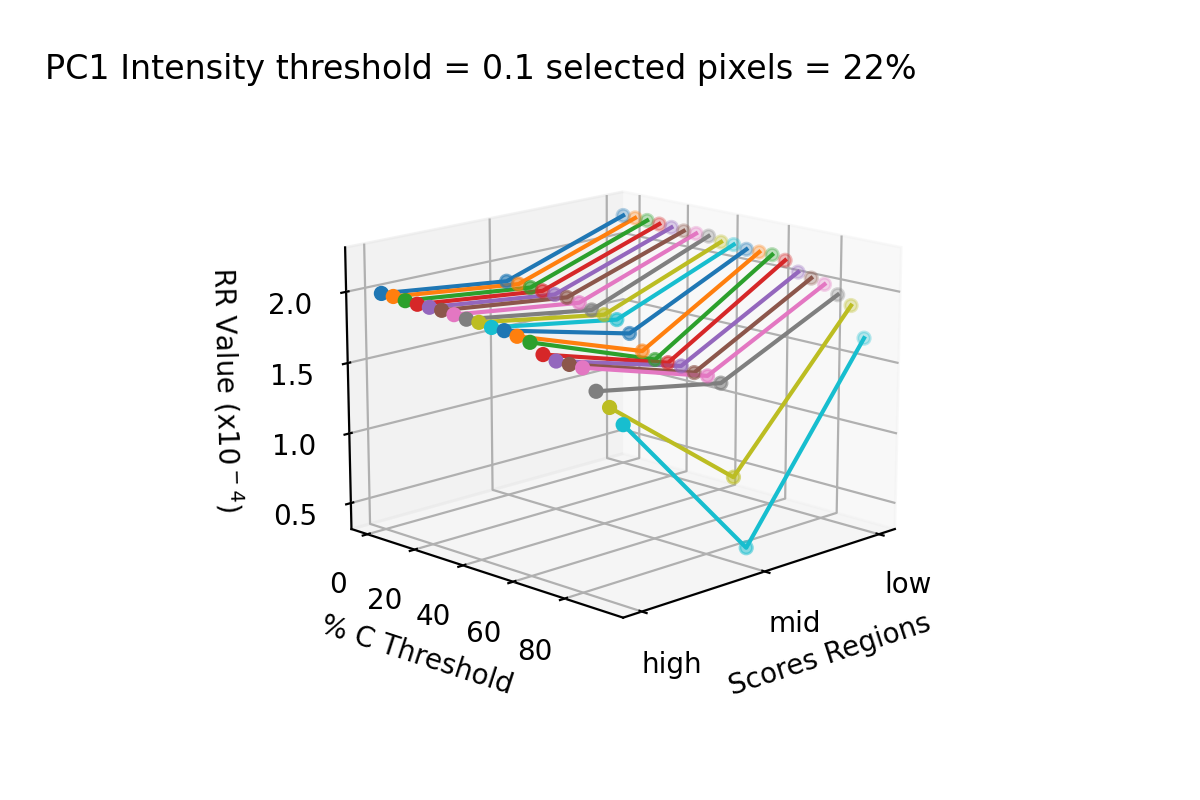 PC1 Intensity threshold = 0.1 selected pixels = 22%
RR Value (x10⁻⁴)
2.0
1.5
1.0
0.5
0
20
40
60
80
% C Threshold
high
mid
low
Scores Regions